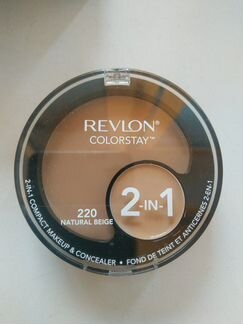 REVLON®
COLORSTAY™
220
NATURAL BEIGE
2-IN-1
2-IN-1 COMPACT MAKEUP & CONCEALER • FOND DE TEINT ET ANTICERNES 2-EN-1